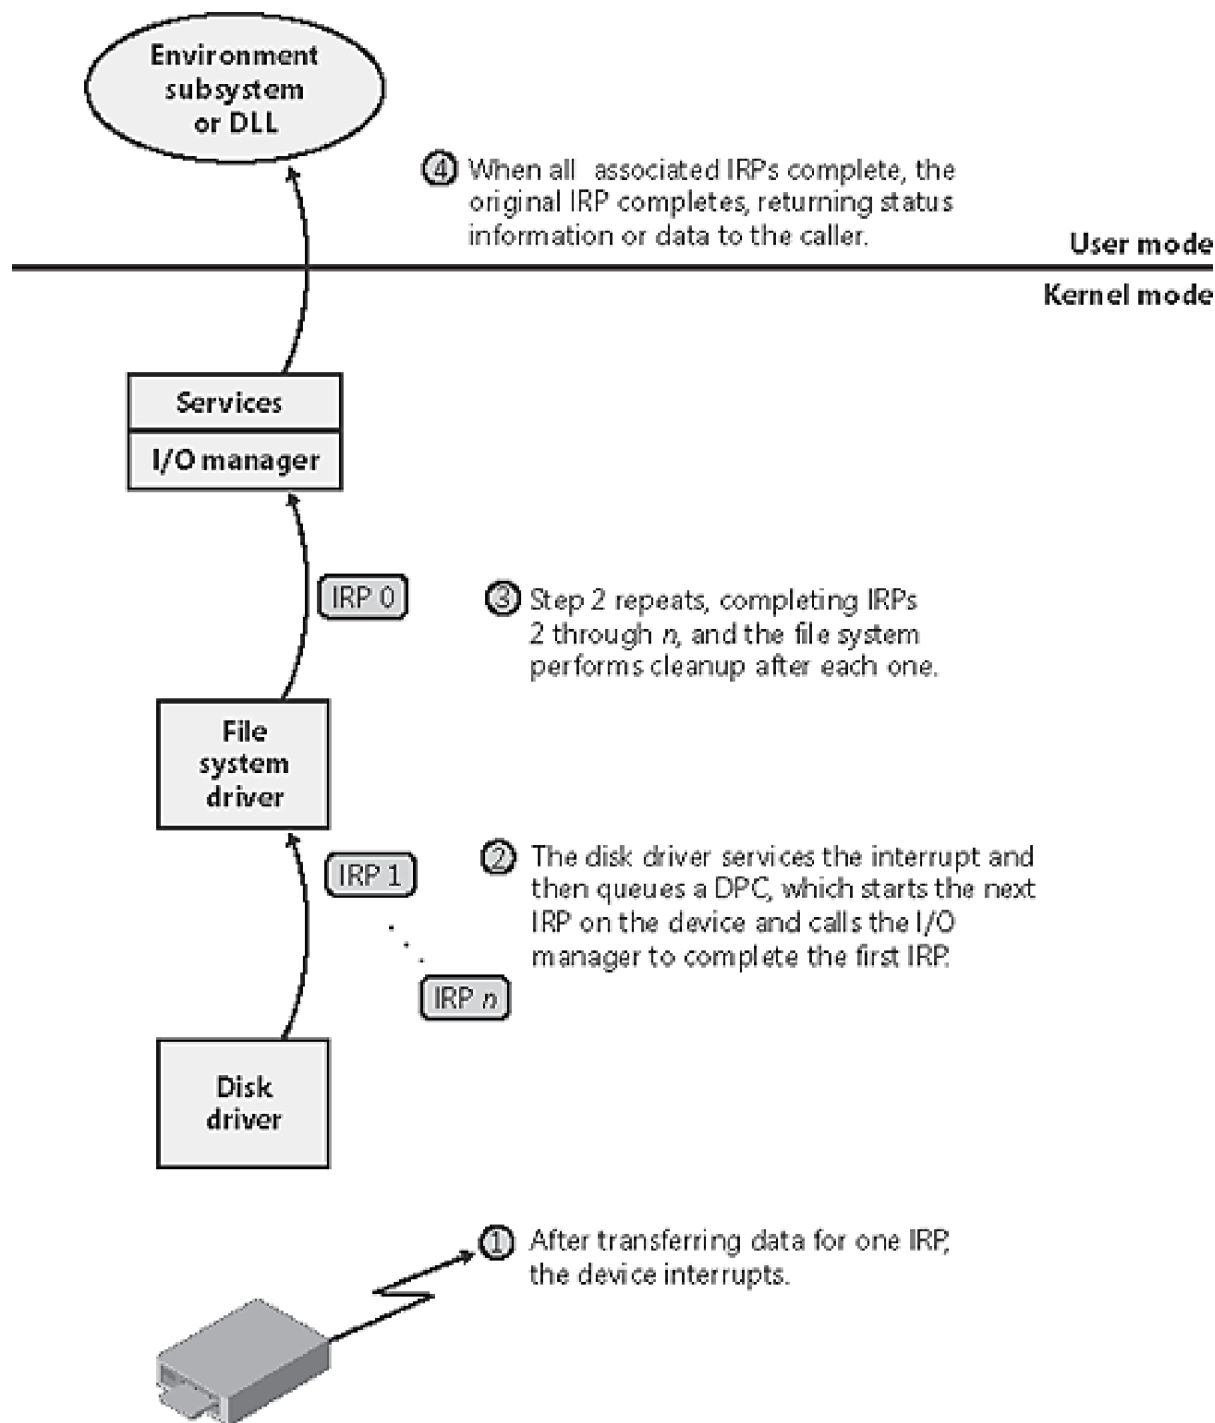 Environment
subsystem
or DLL
4 When all associated IRPs complete, the
original IRP completes, returning status
information or data to the caller.
User mode
Kernel mode
Services
I/O manager
IRP 0
3 Step 2 repeats, completing IRPs
2 through n, and the file system
performs cleanup after each one.
File
system
driver
IRP 1
2 The disk driver services the interrupt and
then queues a DPC, which starts the next
IRP on the device and calls the I/O
manager to complete the first IRP.
IRP n
Disk
driver
1 After transferring data for one IRP,
the device interrupts.